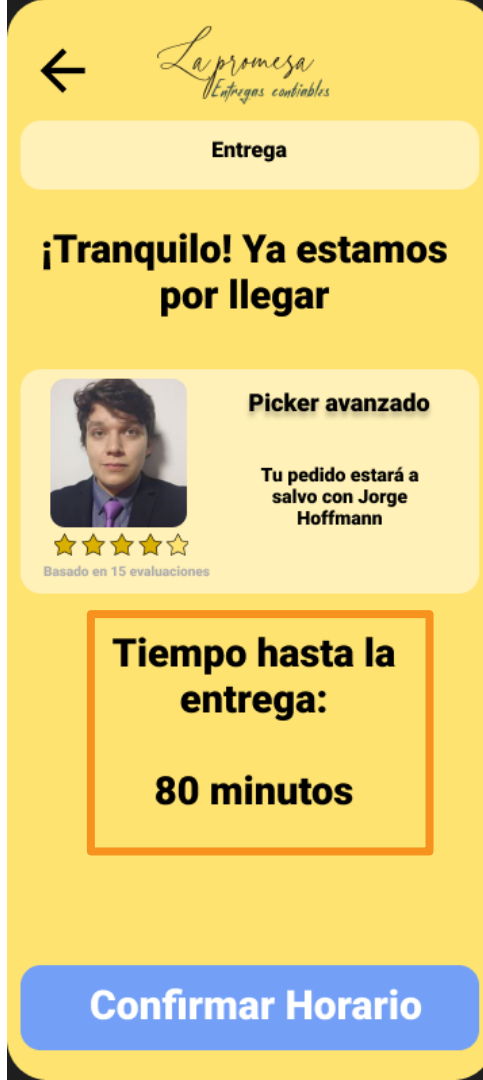 La promesa
Entregas confiables
Entrega
¡Tranquilo! Ya estamos
por llegar
Picker avanzado
Tu pedido estará a
salvo con Jorge
Hoffmann
Basado en 15 evaluaciones
Tiempo hasta la
entrega:
80 minutos
Confirmar Horario